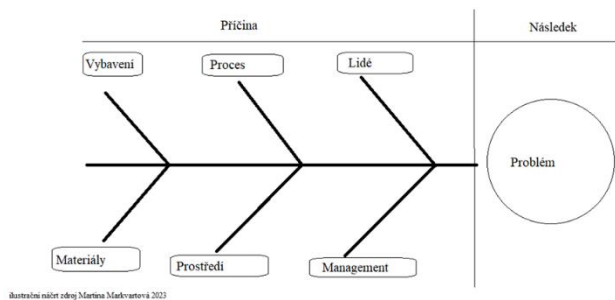 Příčina
Následek
Vybavení
Proces
Lidé
Problém
Materiály
Prostředí
Management
ilustrační náčrt zdroj Martina Markvartová 2023